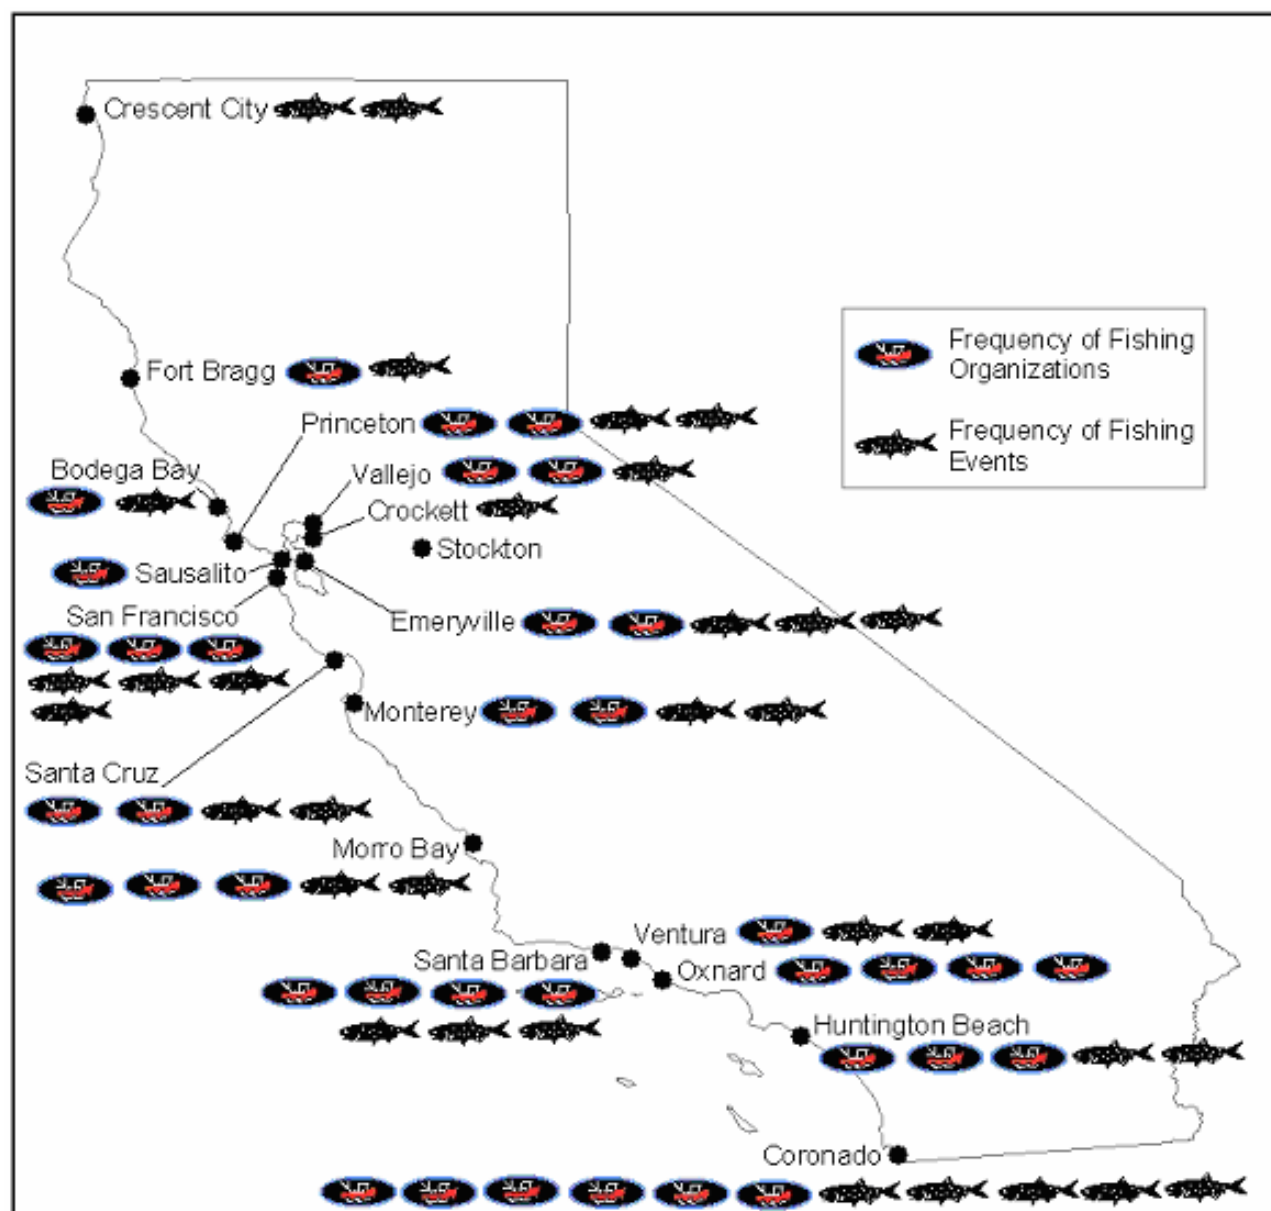 Crescent City
Fort Bragg
Frequency of Fishing
Organizations
Frequency of Fishing
Events
Princeton
Bodega Bay
Vallejo
Crockett
Stockton
Sausalito
San Francisco
Emeryville
Monterey
Santa Cruz
Morro Bay
Ventura
Santa Barbara
Oxnard
Huntington Beach
Coronado